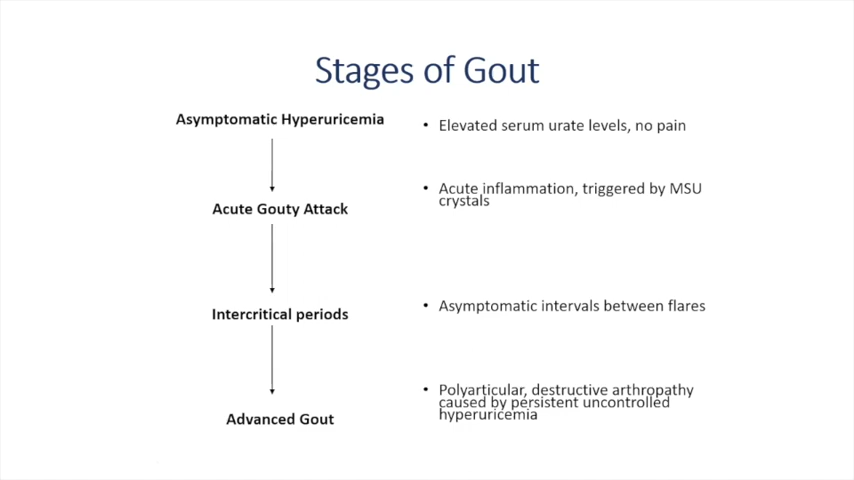 Stages of Gout
Asymptomatic Hyperuricemia
• Elevated serum urate levels, no pain
Acute Gouty Attack
• Acute inflammation, triggered by MSU
crystals
Intercritical periods
• Asymptomatic intervals between flares
Advanced Gout
• Polyarticular, destructive arthropathy
caused by persistent uncontrolled
hyperuricemia